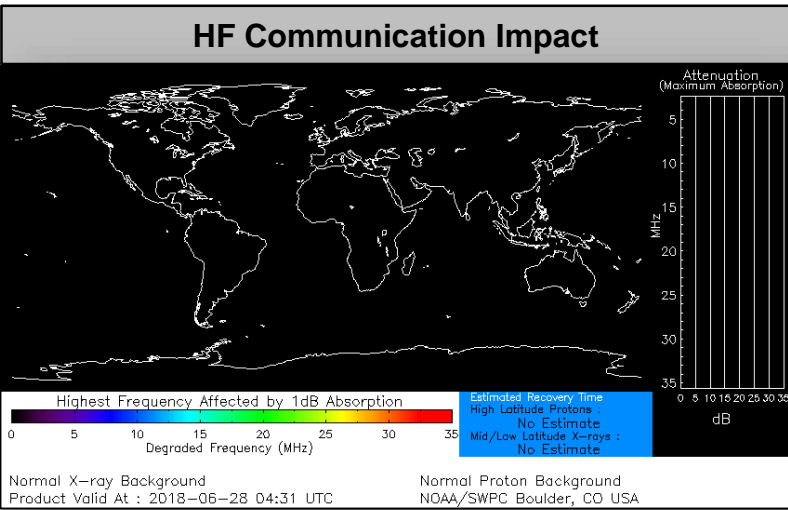 HF Communication Impact
Attenuation
(Maximum Absorption)
5
10
15
20
25
30
35
MHz
0 5 10 15 20 25 30 35
dB
Highest Frequency Affected by 1dB Absorption
0 5 10 15 20 25 30 35
Degraded Frequency (MHz)
Estimated Recovery Time
High Latitude Protons :
No Estimate
Mid/Low Latitude X-rays :
No Estimate
Normal X-ray Background
Normal Proton Background
Product Valid At : 2018-06-28 04:31 UTC
NOAA/SWPC Boulder, CO USA